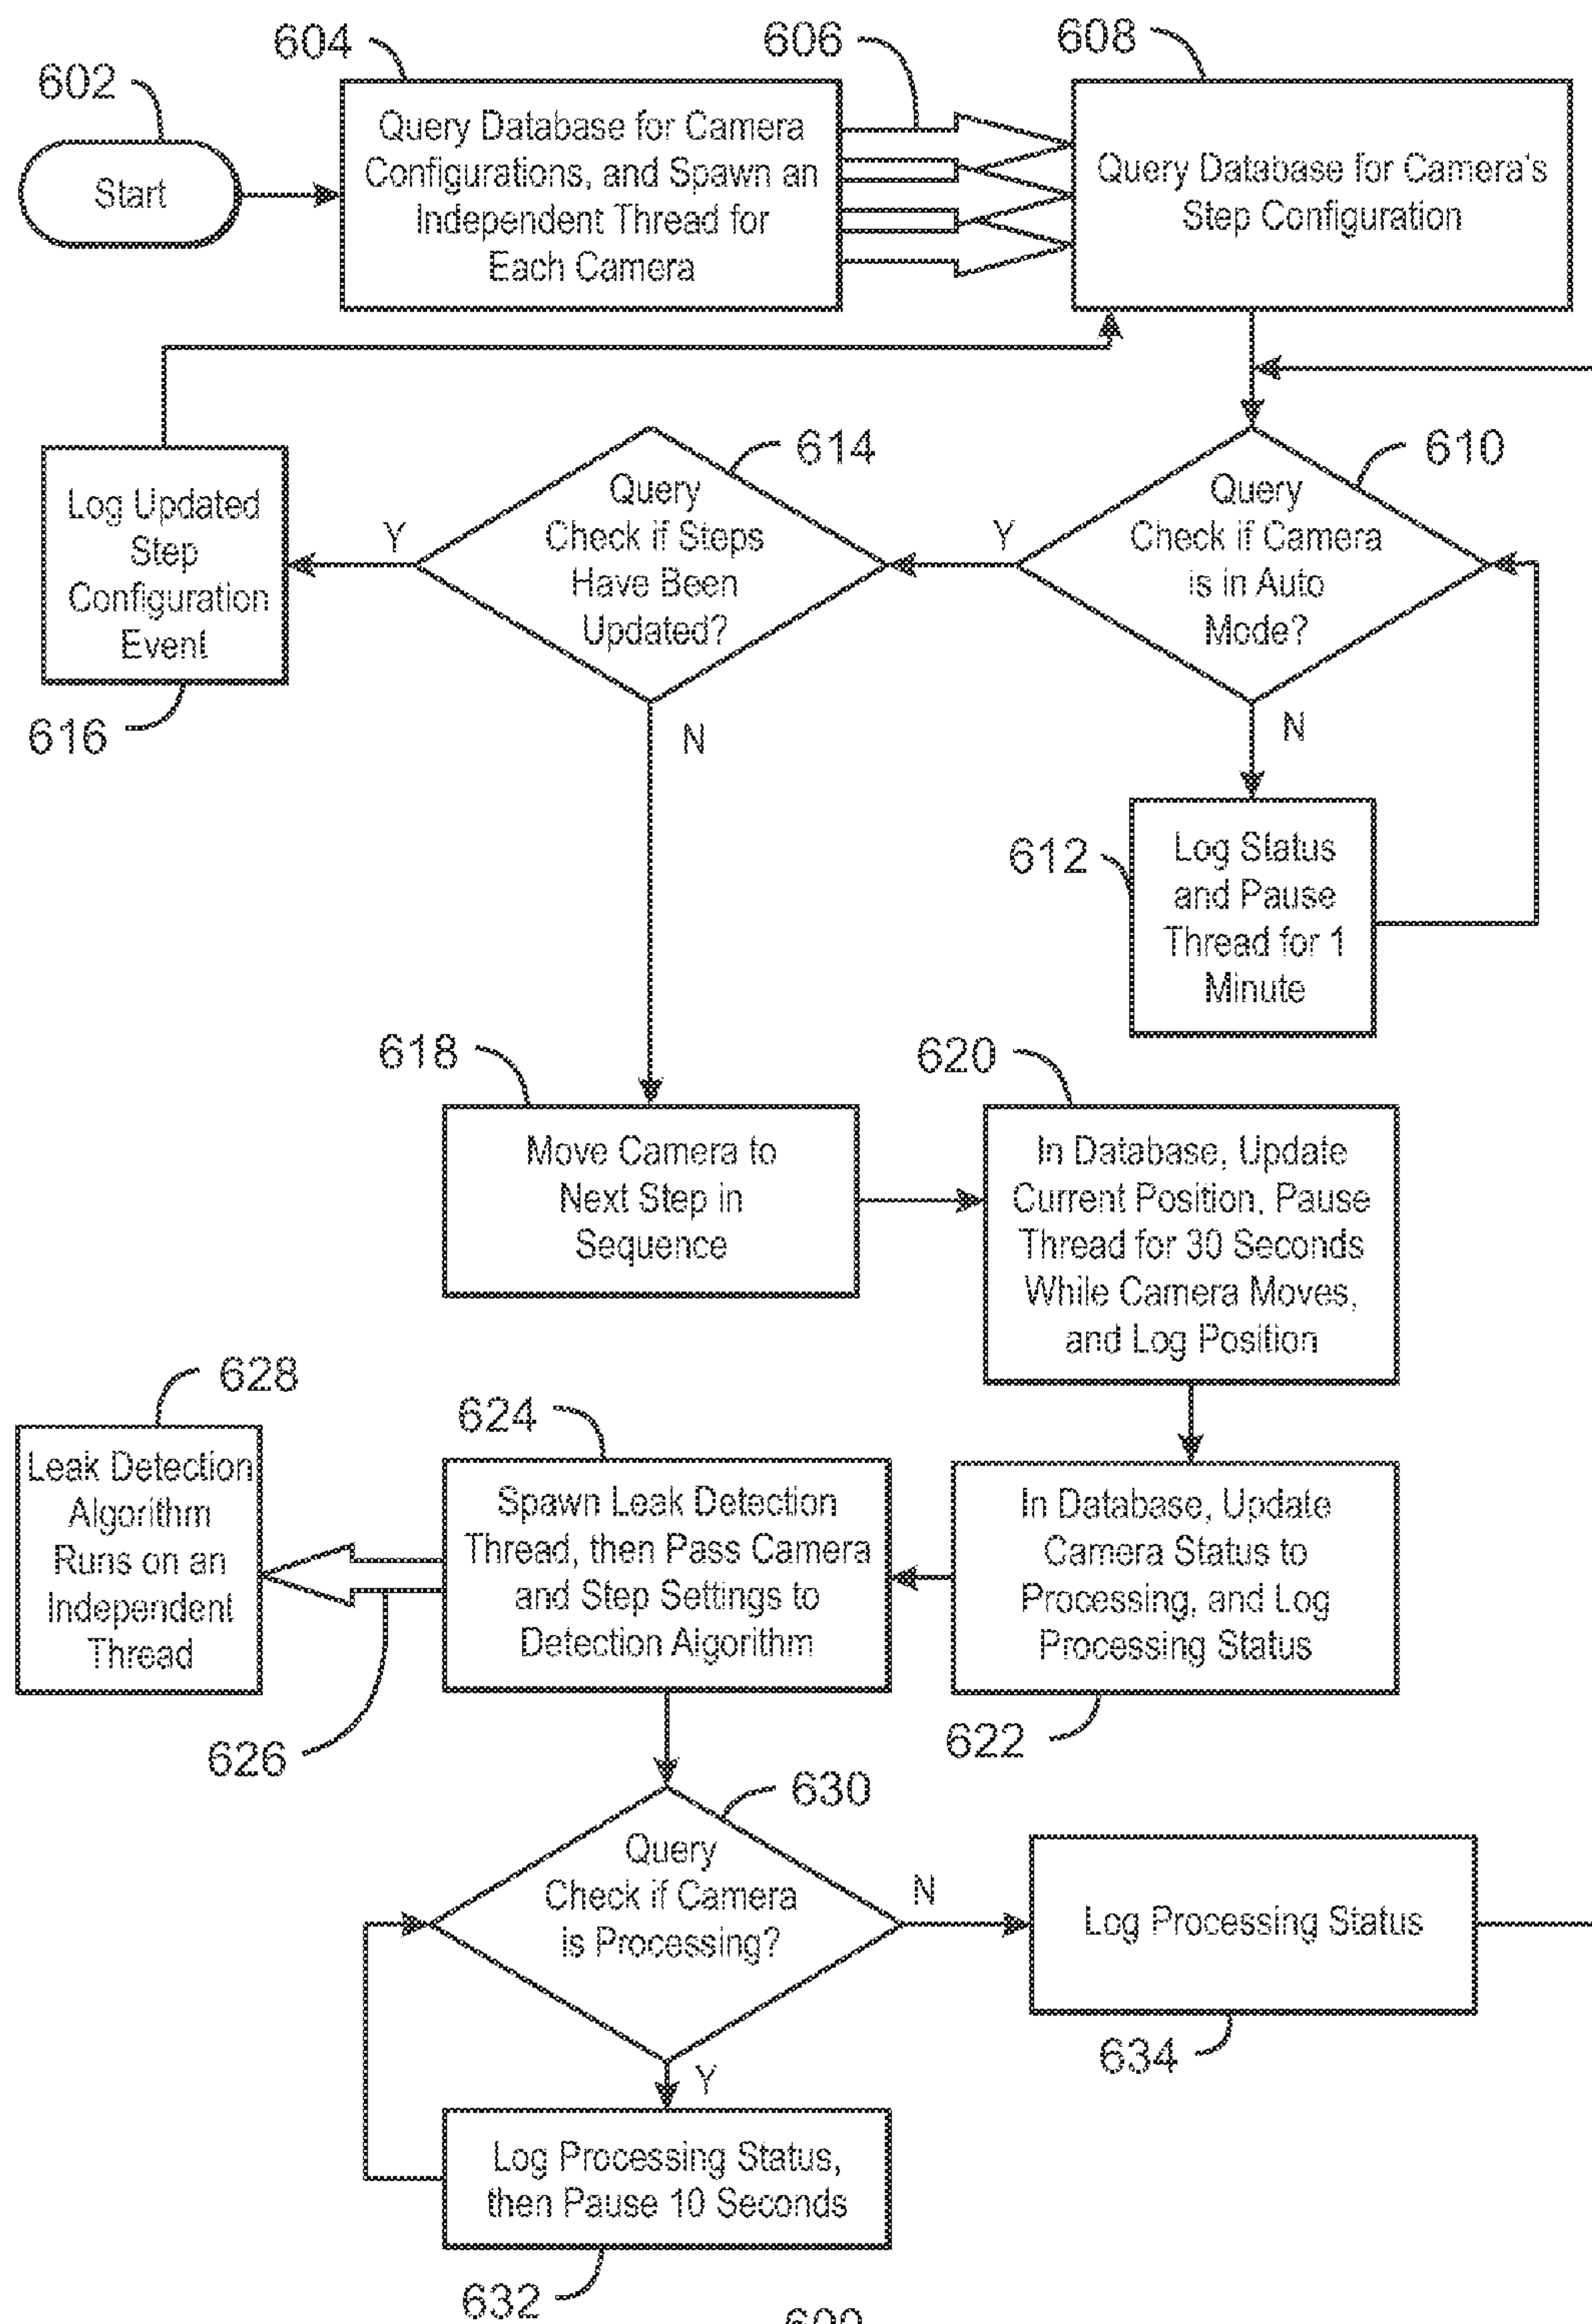 604
606
608
602
Start
Query Database for Camera
Configurations, and Spawn an
Independent Thread for
Each Camera
Query Database for Camera's
Step Configuration
614
610
Log Updated
Step
Configuration
Event
Y
Query
Check if Steps
Have Been
Updated?
Y
Query
Check if Camera
is in Auto
Mode?
616
N
N
612
Log Status
and Pause
Thread for 1
Minute
618
620
Move Camera to
Next Step in
Sequence
In Database, Update
Current Position, Pause
Thread for 30 Seconds
While Camera Moves,
and Log Position
628
624
Leak Detection
Algorithm
Runs on an
Independent
Thread
Spawn Leak Detection
Thread, then Pass Camera
and Step Settings to
Detection Algorithm
In Database, Update
Camera Status to
Processing, and Log
Processing Status
626
622
630
Query
Check if Camera
is Processing?
N
Log Processing Status
634
Y
Log Processing Status,
then Pause 10 Seconds
632